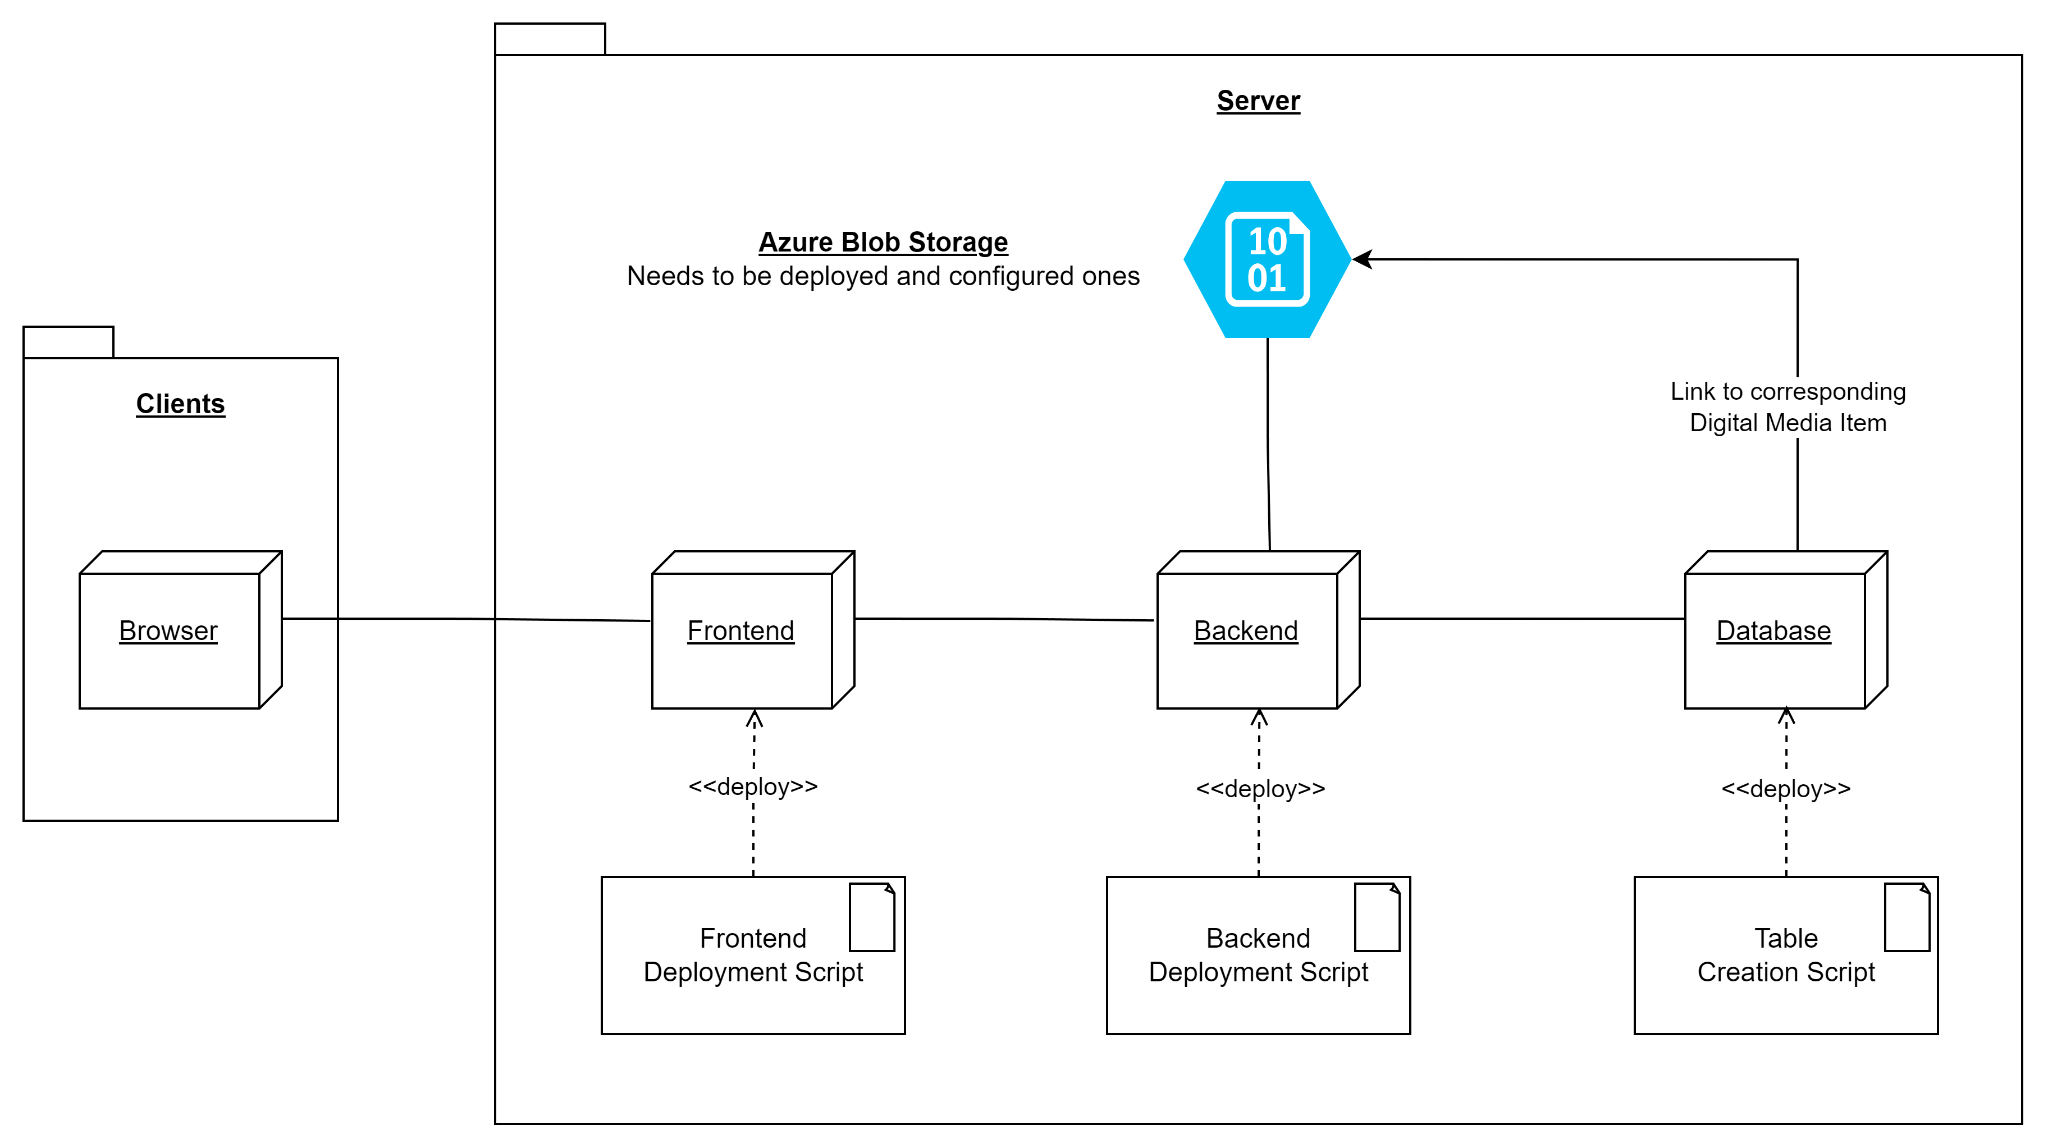 Server
10
01
Azure Blob Storage
Needs to be deployed and configured ones
Link to corresponding
Digital Media Item
Clients
Browser
Frontend
Backend
Database
<<deploy>>
<<deploy>>
<<deploy>>
Frontend
Deployment Script
Backend
Deployment Script
Table
Creation Script